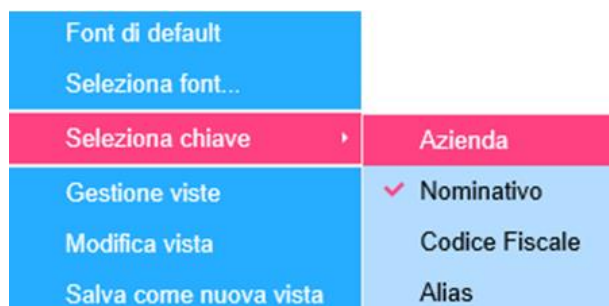 Font di default
Seleziona font...
Seleziona chiave
Azienda
Gestione viste
Nominativo
Modifica vista
Codice Fiscale
Salva come nuova vista
Alias